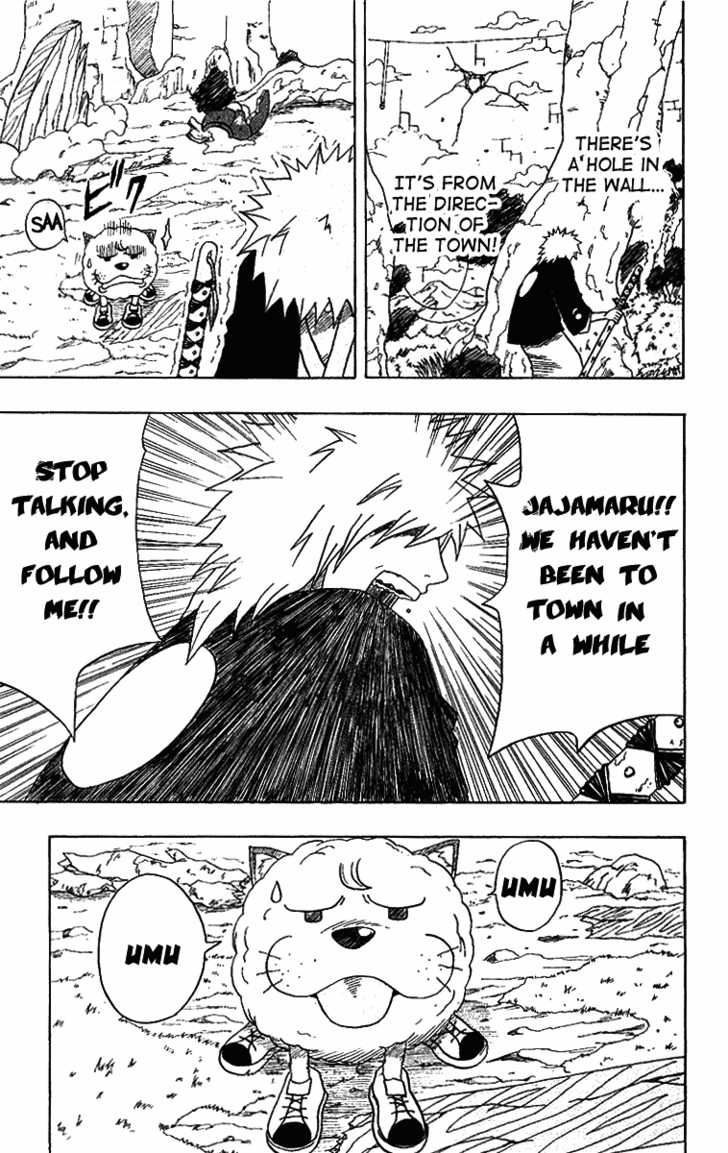 THERE'S
A HOLE IN
THE WALL...
IT'S FROM
THE DIREC-
TION OF
THE TOWN!
ビク
SAA
JAJAMARU!!
WE HAVEN'T
BEEN TO
TOWN IN
A WHILE
STOP
TALKING,
AND
FOLLOW
ME!!
UMU
UMU